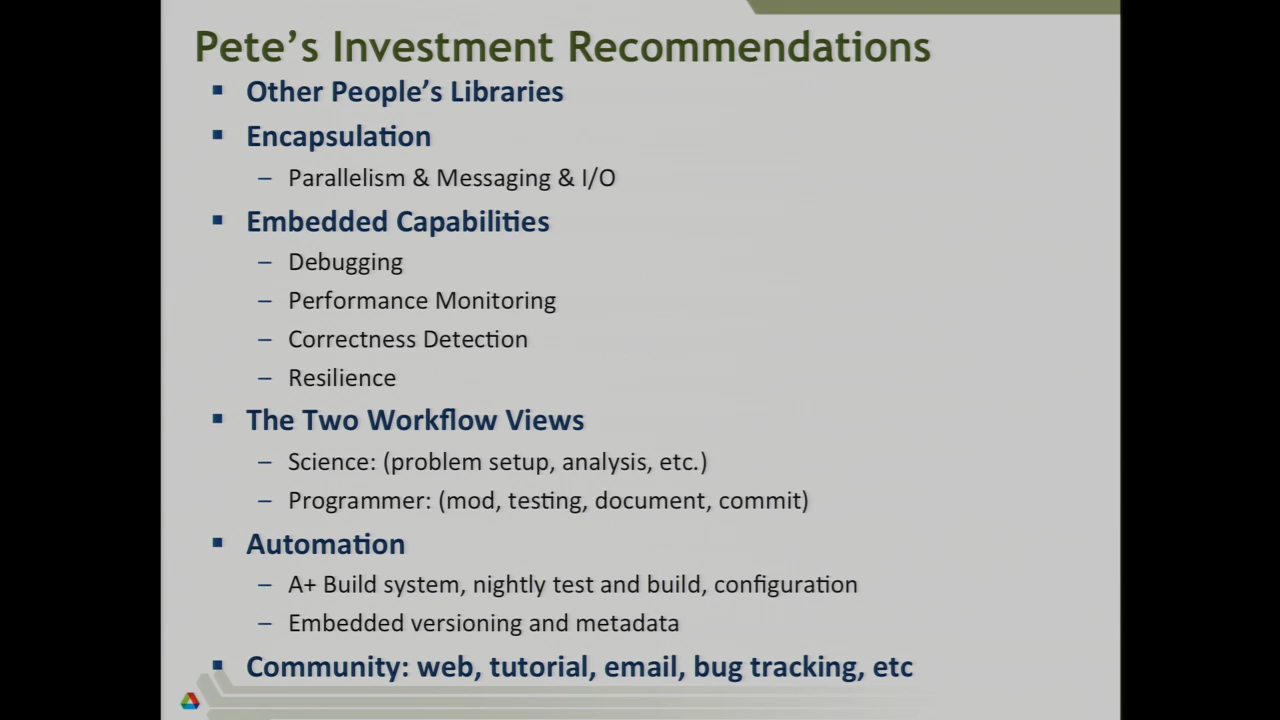 Pete's Investment Recommendations
▪ Other People's Libraries
▪ Encapsulation
– Parallelism & Messaging & I/O
▪ Embedded Capabilities
– Debugging
– Performance Monitoring
– Correctness Detection
– Resilience
▪ The Two Workflow Views
– Science: (problem setup, analysis, etc.)
– Programmer: (mod, testing, document, commit)
▪ Automation
– A+ Build system, nightly test and build, configuration
– Embedded versioning and metadata
▪ Community: web, tutorial, email, bug tracking, etc